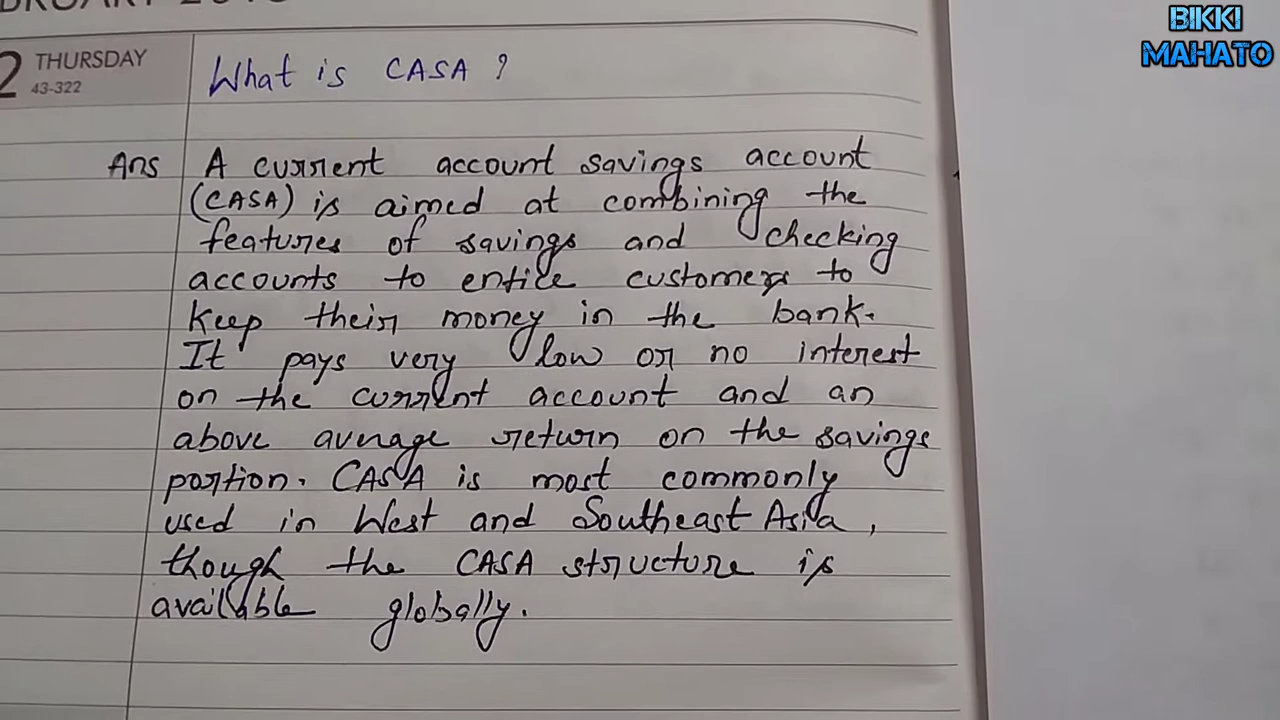 BIKKI
MAHATO
2 THURSDAY
43-322
What is CASA ?
Ans A current account savings account
(CASA) is aimed at combining the
features of savings and checking
accounts to entice customers to
keep their money in the bank.
It pays very low or no interest
on the current account and an
above average return on the savings
portion. CASA is most commonly
used in West and Southeast Asia,
though the CASA structure is
available globally.